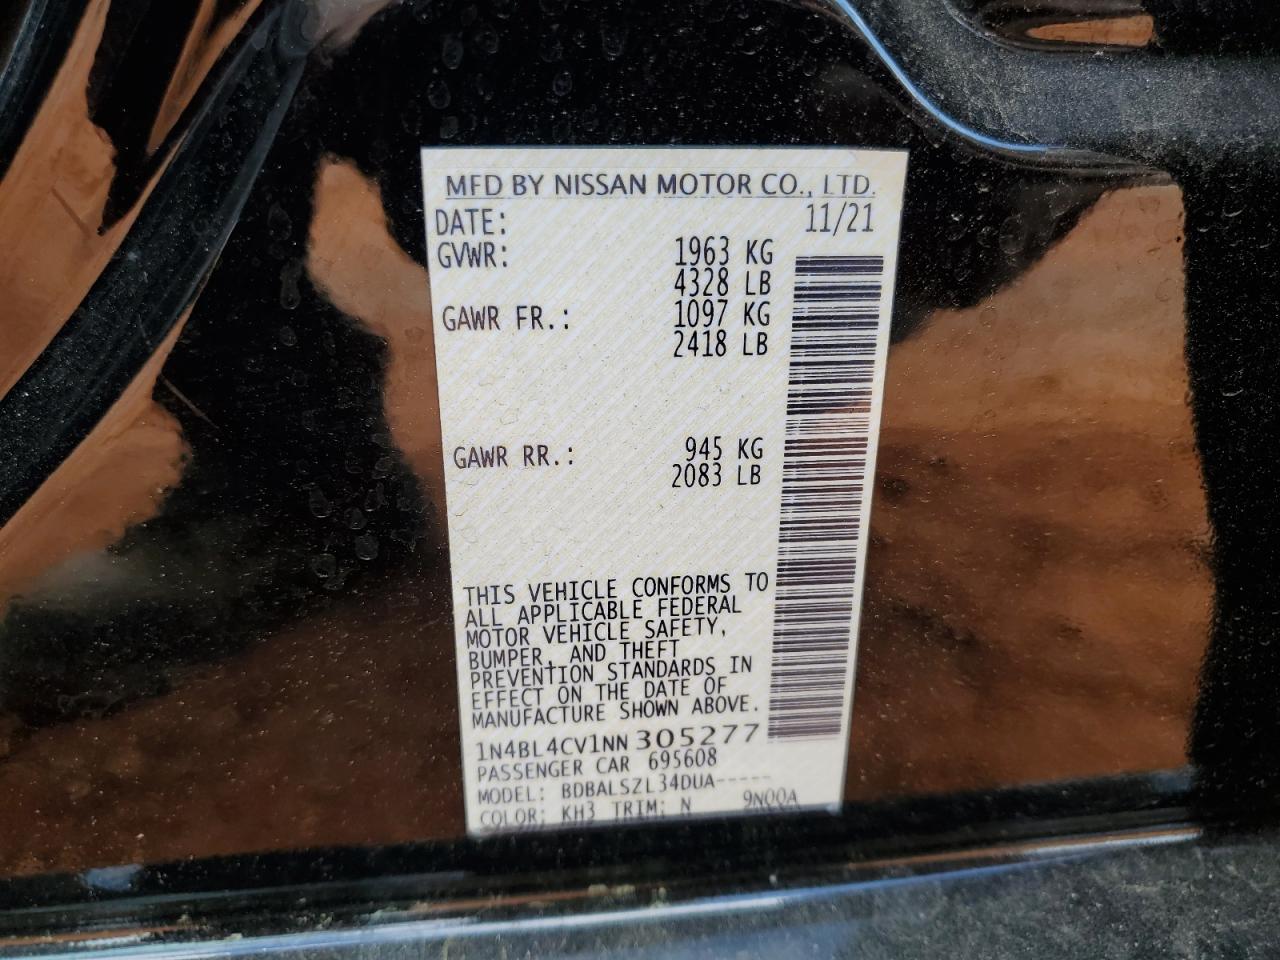 MFD BY NISSAN MOTOR CO., LTD.
DATE: 11/21
GVWR: 1963 KG
4328 LB
GAWR FR.: 1097 KG
2418 LB
GAWR RR.: 945 KG
2083 LB
THIS VEHICLE CONFORMS TO
ALL APPLICABLE FEDERAL
MOTOR VEHICLE SAFETY,
BUMPER, AND THEFT
PREVENTION STANDARDS IN
EFFECT ON THE DATE OF
MANUFACTURE SHOWN ABOVE.
1N4BL4CV1NN305277
PASSENGER CAR 695608
MODEL: BDBALSZL34DUA-----
COLOR: KH3 TRIM: N 9N00A